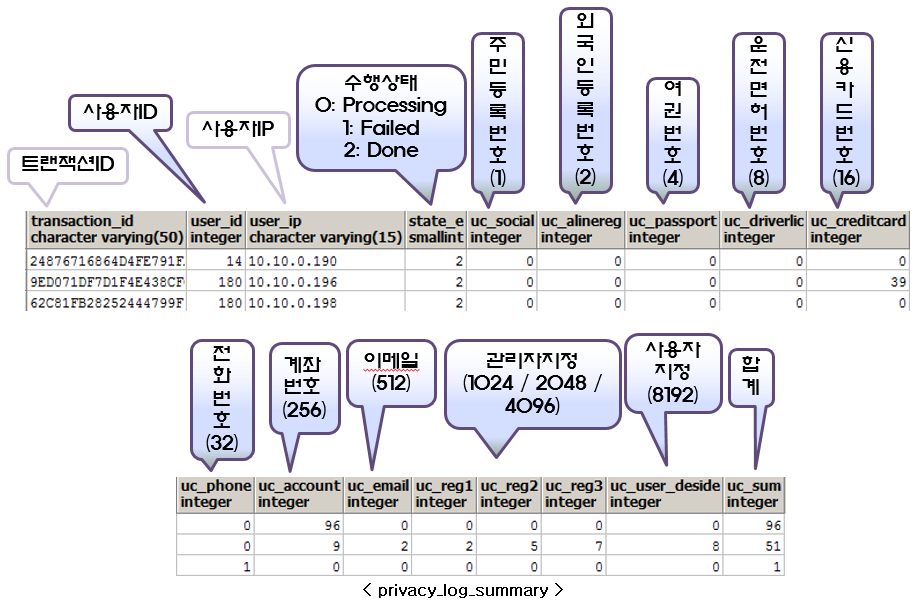 트랜잭션ID
사용자ID
사용자IP
수행상태
0: Processing
1: Failed
2: Done
주
민
등
록
번
호
(1)
외
국
인
등
록
번
호
(2)
여
권
번
호
(4)
운
전
면
허
번
호
(8)
신
용
카
드
번
호
(16)
transaction_id user_id user_ip state_e uc_social uc_alinereg uc_passport uc_driverlic uc_creditcard
character varying(50) integer character varying(15) smallint integer integer integer integer integer
24876716864D4FE791F 14 10.10.0.190 2 0 0 0 0 0
9ED071DF7D1F4E438CF 180 10.10.0.196 2 0 0 0 0 39
62C81FB28252444799F 180 10.10.0.198 2 0 0 0 0 0
전
화
번
호
(32)
계좌
번호
(256)
이메일
(512)
관리자지정
(1024 / 2048 /
4096)
사용자
지정
(8192)
합
계
uc_phone uc_account uc_email uc_reg1 uc_reg2 uc_reg3 uc_user_deside uc_sum
integer integer integer integer integer integer integer integer
0 96 0 0 0 0 0 96
0 9 2 2 5 7 8 51
1 0 0 0 0 0 0 1
< privacy_log_summary >